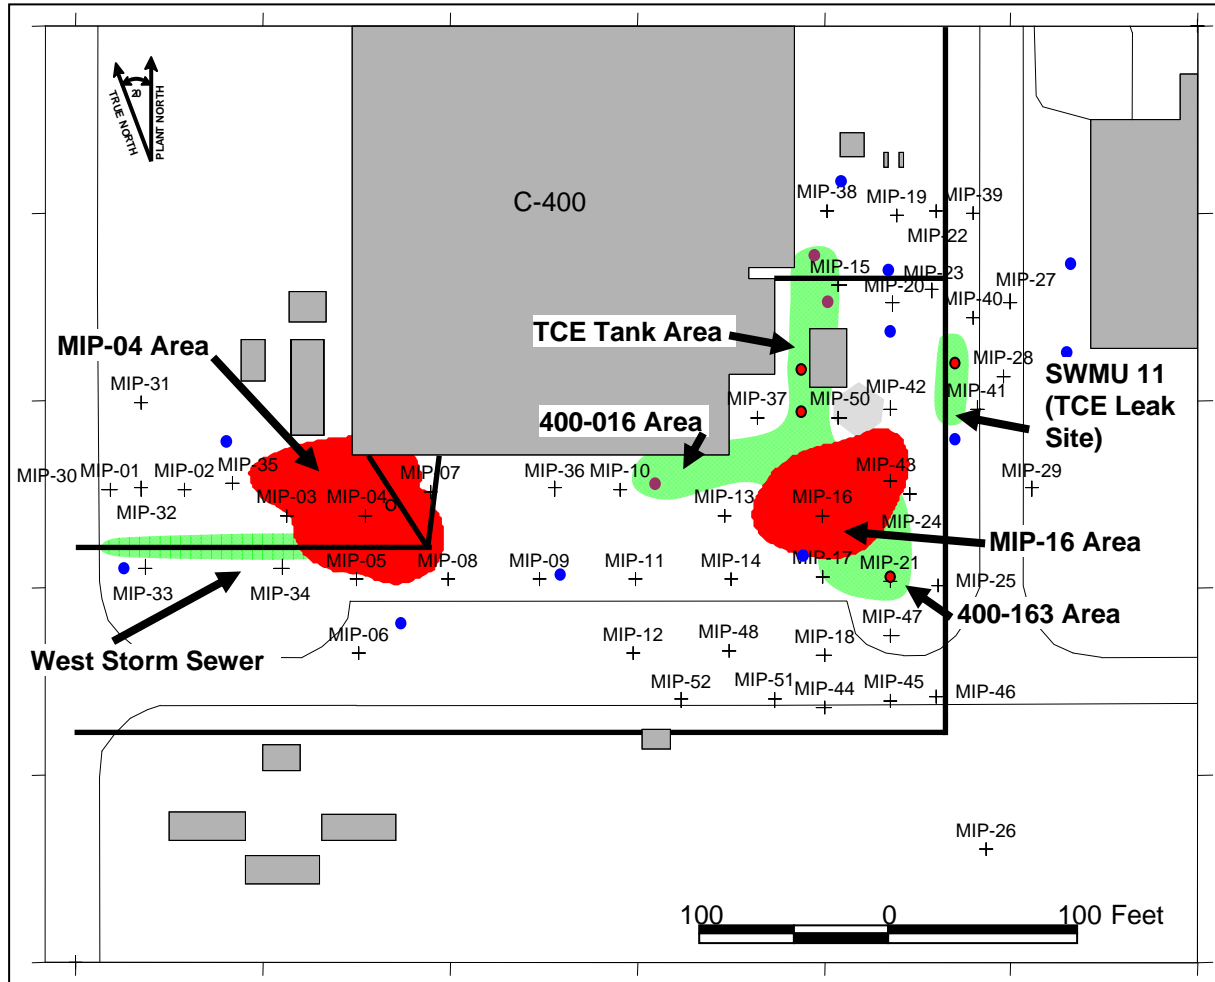 20
TRUE NORTH
PLANT NORTH
C-400
MIP-38
MIP-19
MIP-39
MIP-22
MIP-15
MIP-23
MIP-27
MIP-20
MIP-40
TCE Tank Area
MIP-04 Area
MIP-28
SWMU 11
(TCE Leak
Site)
MIP-31
MIP-37
MIP-50
MIP-42
MIP-41
400-016 Area
MIP-30
MIP-01
MIP-02
MIP-35
MIP-07
MIP-36
MIP-10
MIP-43
MIP-29
MIP-32
MIP-03
MIP-04
MIP-13
MIP-16
MIP-24
MIP-16 Area
MIP-33
MIP-34
MIP-05
MIP-08
MIP-09
MIP-11
MIP-14
MIP-17
MIP-21
MIP-25
400-163 Area
West Storm Sewer
MIP-06
MIP-12
MIP-48
MIP-18
MIP-47
MIP-52
MIP-51
MIP-44
MIP-45
MIP-46
MIP-26
100 0 100 Feet